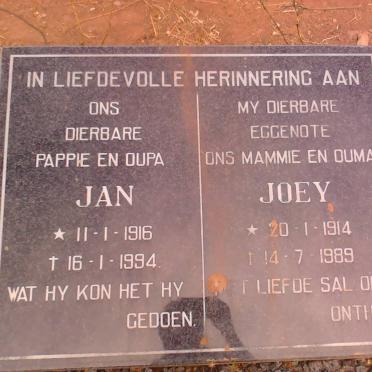 IN LIEFDEVOLLE HERINNERING AAN
ONS
DIERBARE
PAPPIE EN OUPA
JAN
★ 11-1-1916
† 16-1-1994.
WAT HY KON HET HY
GEDOEN.
MY DIERBARE
EGGENOTE
ONS MAMMIE EN OUMA
JOEY
★ 20-1-1914
† 14-7-1989
LIEFDE SAL